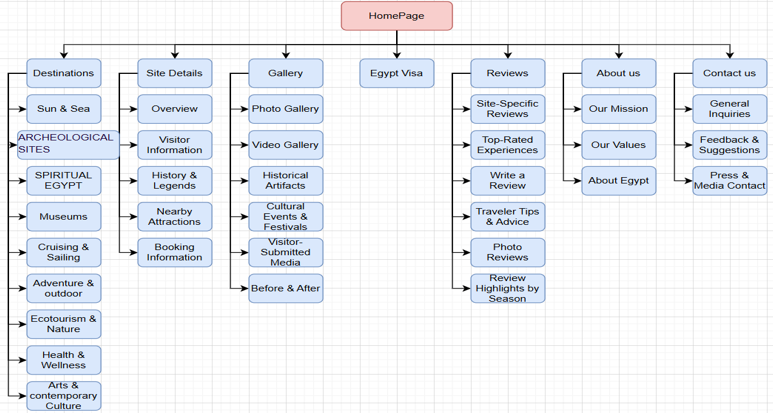 HomePage
Destinations
Site Details
Gallery
Egypt Visa
Reviews
About us
Contact us
Sun & Sea
ARCHEOLOGICAL
SITES
SPIRITUAL
EGYPT
Museums
Cruising &
Sailing
Adventure &
outdoor
Ecotourism &
Nature
Health &
Wellness
Arts &
contemporary
Culture
Overview
Visitor
Information
History &
Legends
Nearby
Attractions
Booking
Information
Photo Gallery
Video Gallery
Historical
Artifacts
Cultural
Events &
Festivals
Visitor-
Submitted
Media
Before & After
Site-Specific
Reviews
Top-Rated
Experiences
Write a
Review
Traveler Tips
& Advice
Photo
Reviews
Review
Highlights by
Season
Our Mission
Our Values
About Egypt
General
Inquiries
Feedback &
Suggestions
Press &
Media Contact